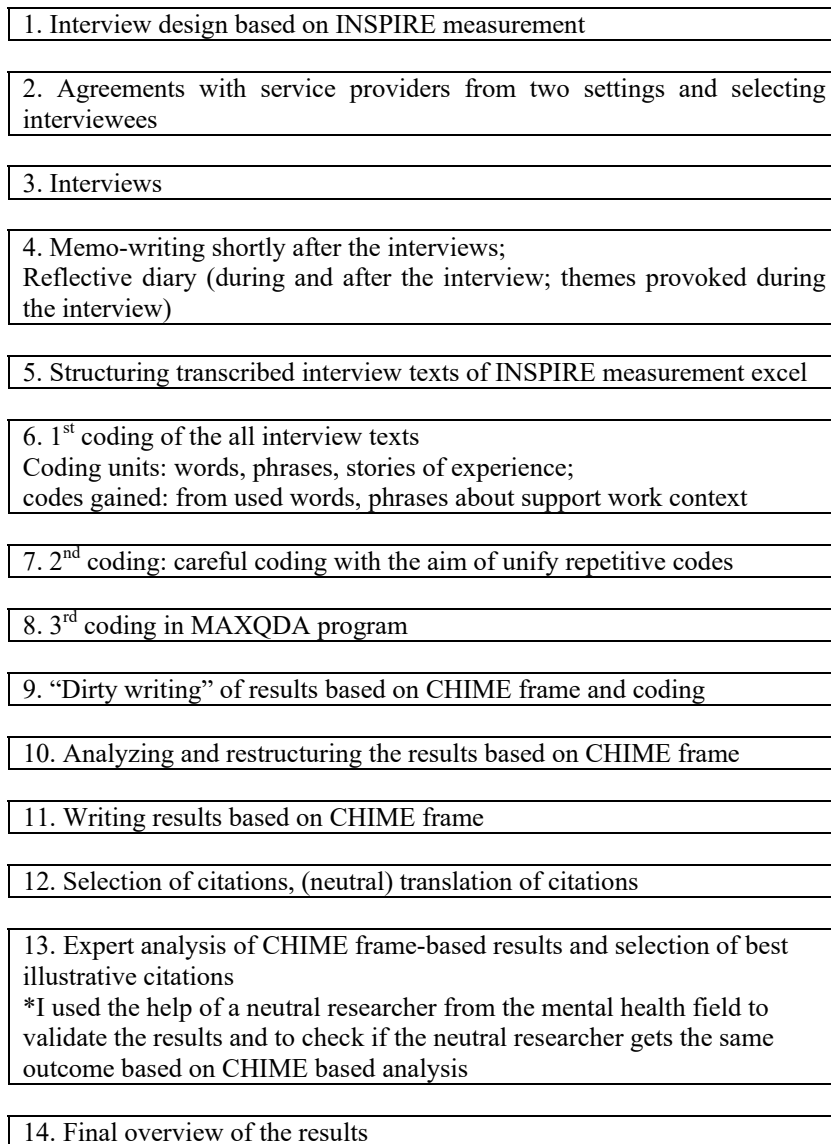 1. Interview design based on INSPIRE measurement
2. Agreements with service providers from two settings and selecting
interviewees
3. Interviews
4. Memo-writing shortly after the interviews;
Reflective diary (during and after the interview; themes provoked during
the interview)
5. Structuring transcribed interview texts of INSPIRE measurement excel
6. 1st coding of the all interview texts
Coding units: words, phrases, stories of experience;
codes gained: from used words, phrases about support work context
7. 2nd coding: careful coding with the aim of unify repetitive codes
8. 3rd coding in MAXQDA program
9. “Dirty writing” of results based on CHIME frame and coding
10. Analyzing and restructuring the results based on CHIME frame
11. Writing results based on CHIME frame
12. Selection of citations, (neutral) translation of citations
13. Expert analysis of CHIME frame-based results and selection of best
illustrative citations
*I used the help of a neutral researcher from the mental health field to
validate the results and to check if the neutral researcher gets the same
outcome based on CHIME based analysis
14. Final overview of the results